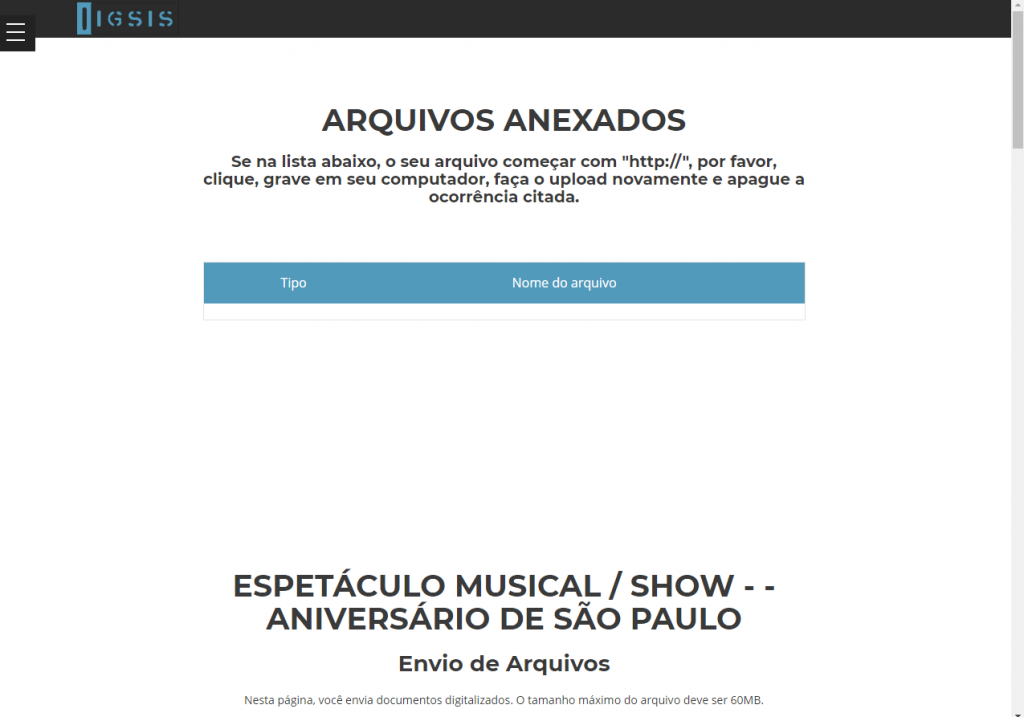 IGSIS
ARQUIVOS ANEXADOS
Se na lista abaixo, o seu arquivo começar com "http://", por favor,
clique, grave em seu computador, faça o upload novamente e apague a
ocorrência citada.
Tipo Nome do arquivo
ESPETÁCULO MUSICAL / SHOW - -
ANIVERSÁRIO DE SÃO PAULO
Envio de Arquivos
Nesta página, você envia documentos digitalizados. O tamanho máximo do arquivo deve ser 60MB.